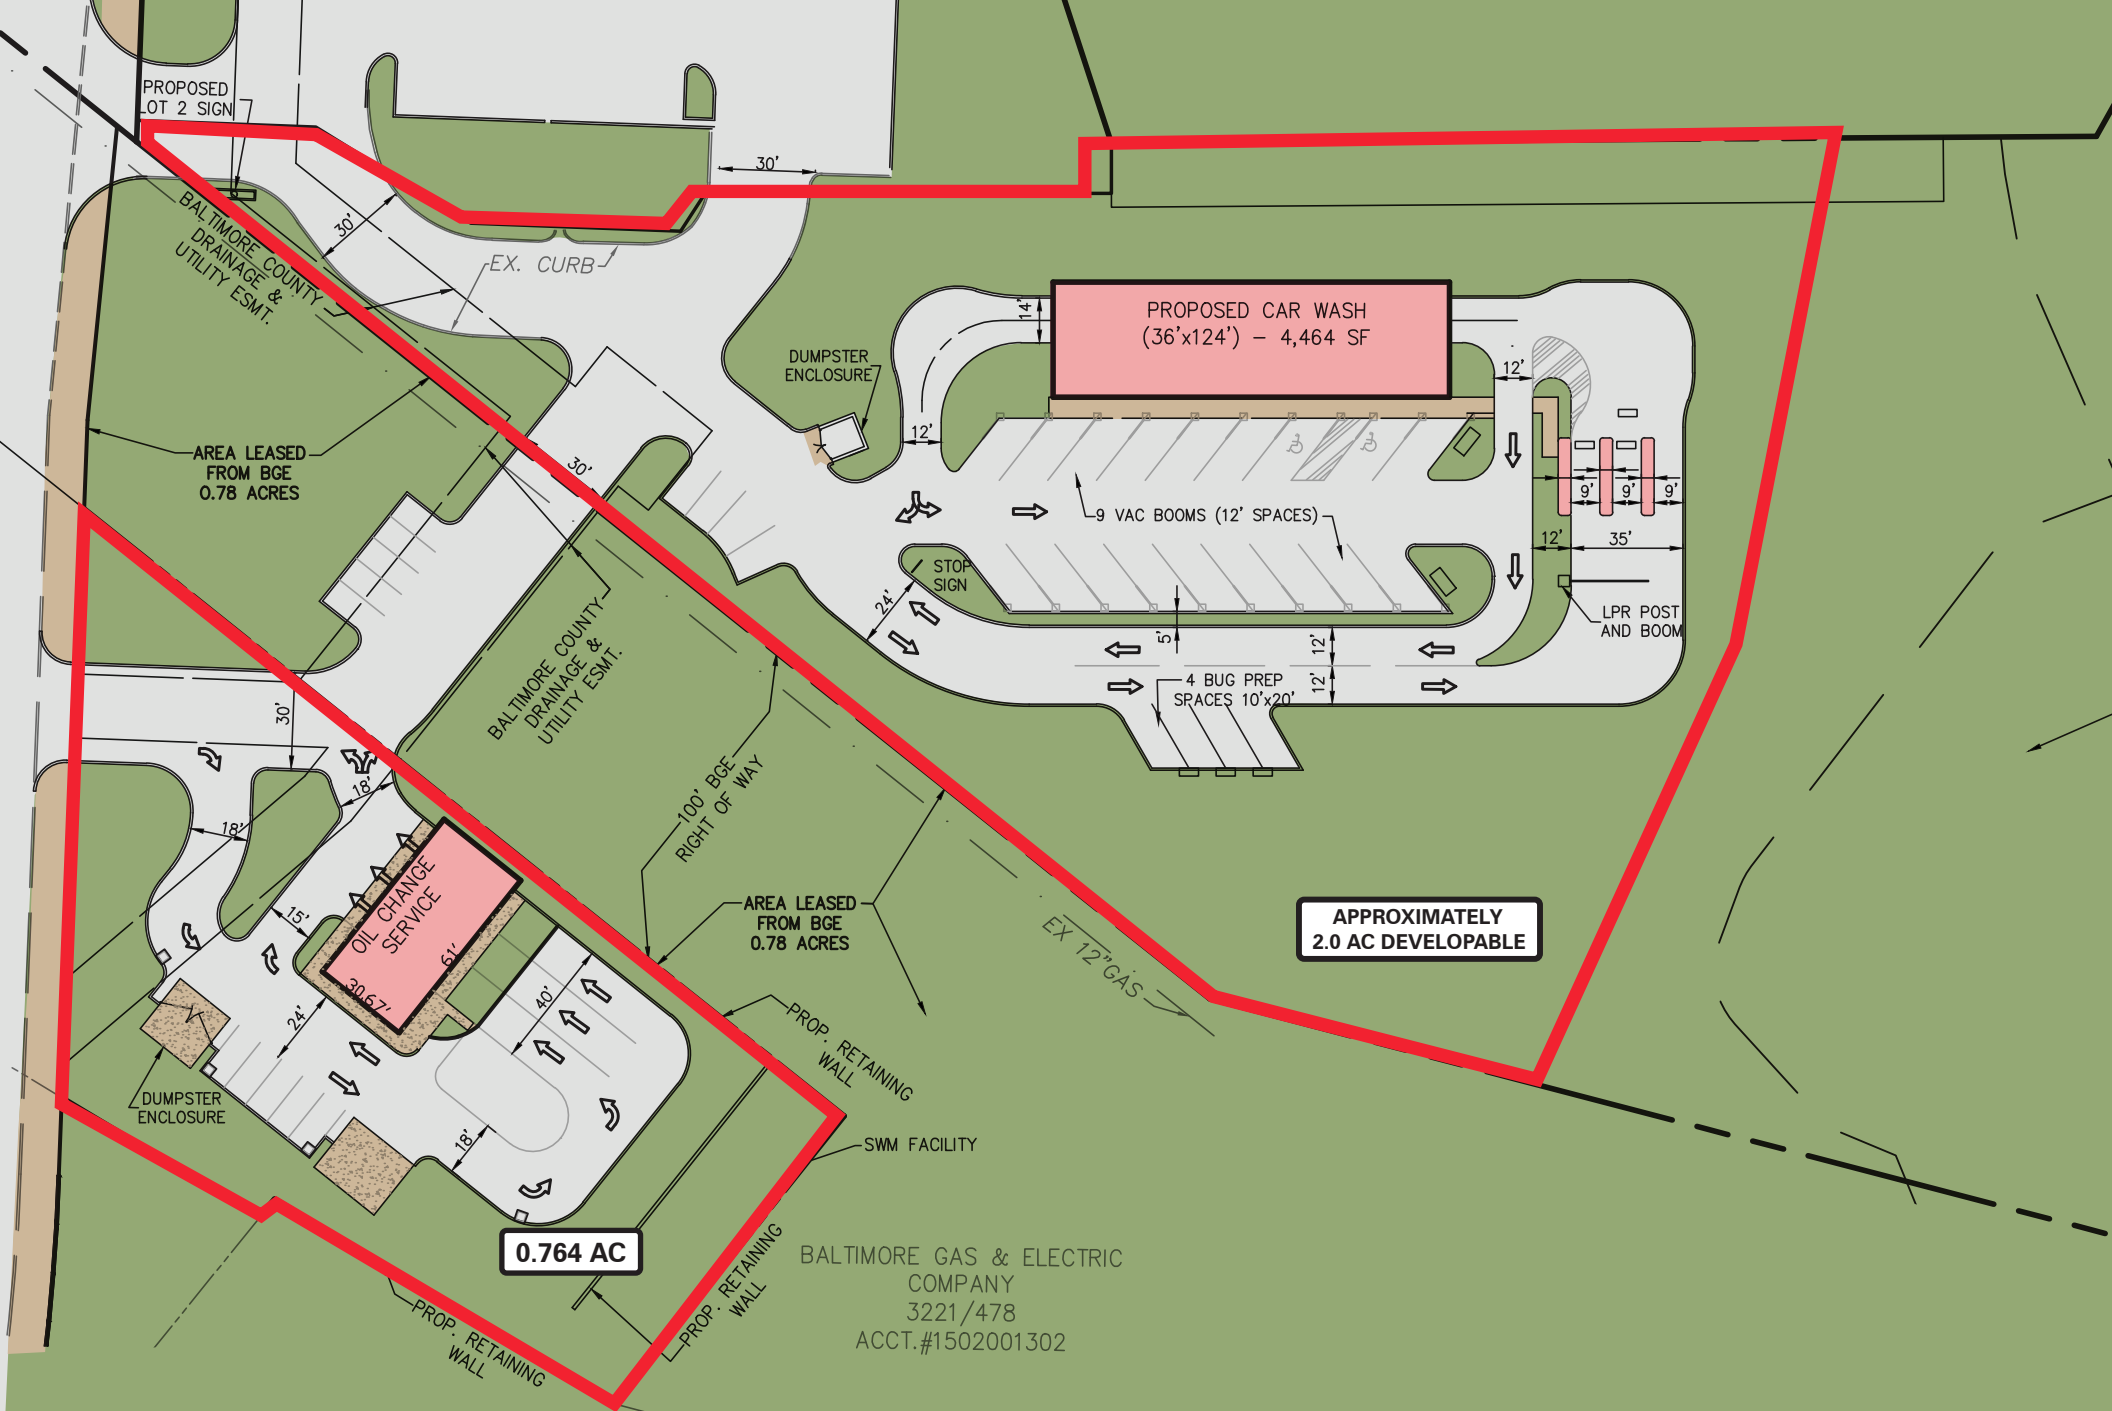 PROPOSED
LOT 2 SIGN
30'
30'
BALTIMORE COUNTY
DRAINAGE &
UTILITY ESMT.
EX. CURB
PROPOSED CAR WASH
(36'x124') – 4,464 SF
14'
DUMPSTER
ENCLOSURE
12'
12'
AREA LEASED
FROM BGE
0.78 ACRES
30'
9 VAC BOOMS (12' SPACES)
9'
9'
9'
12'
35'
STOP
SIGN
24'
LPR POST
AND BOOM
5'
12'
12'
4 BUG PREP
SPACES 10'x20'
BALTIMORE COUNTY
DRAINAGE &
UTILITY ESMT.
30'
18'
18'
100' BGE
RIGHT OF WAY
OIL CHANGE
SERVICE
61'
30.67'
15'
24'
40'
18'
AREA LEASED
FROM BGE
0.78 ACRES
EX 12" GAS
APPROXIMATELY
2.0 AC DEVELOPABLE
PROP. RETAINING
WALL
DUMPSTER
ENCLOSURE
SWM FACILITY
0.764 AC
PROP. RETAINING
WALL
PROP. RETAINING
WALL
BALTIMORE GAS & ELECTRIC
COMPANY
3221/478
ACCT.#1502001302